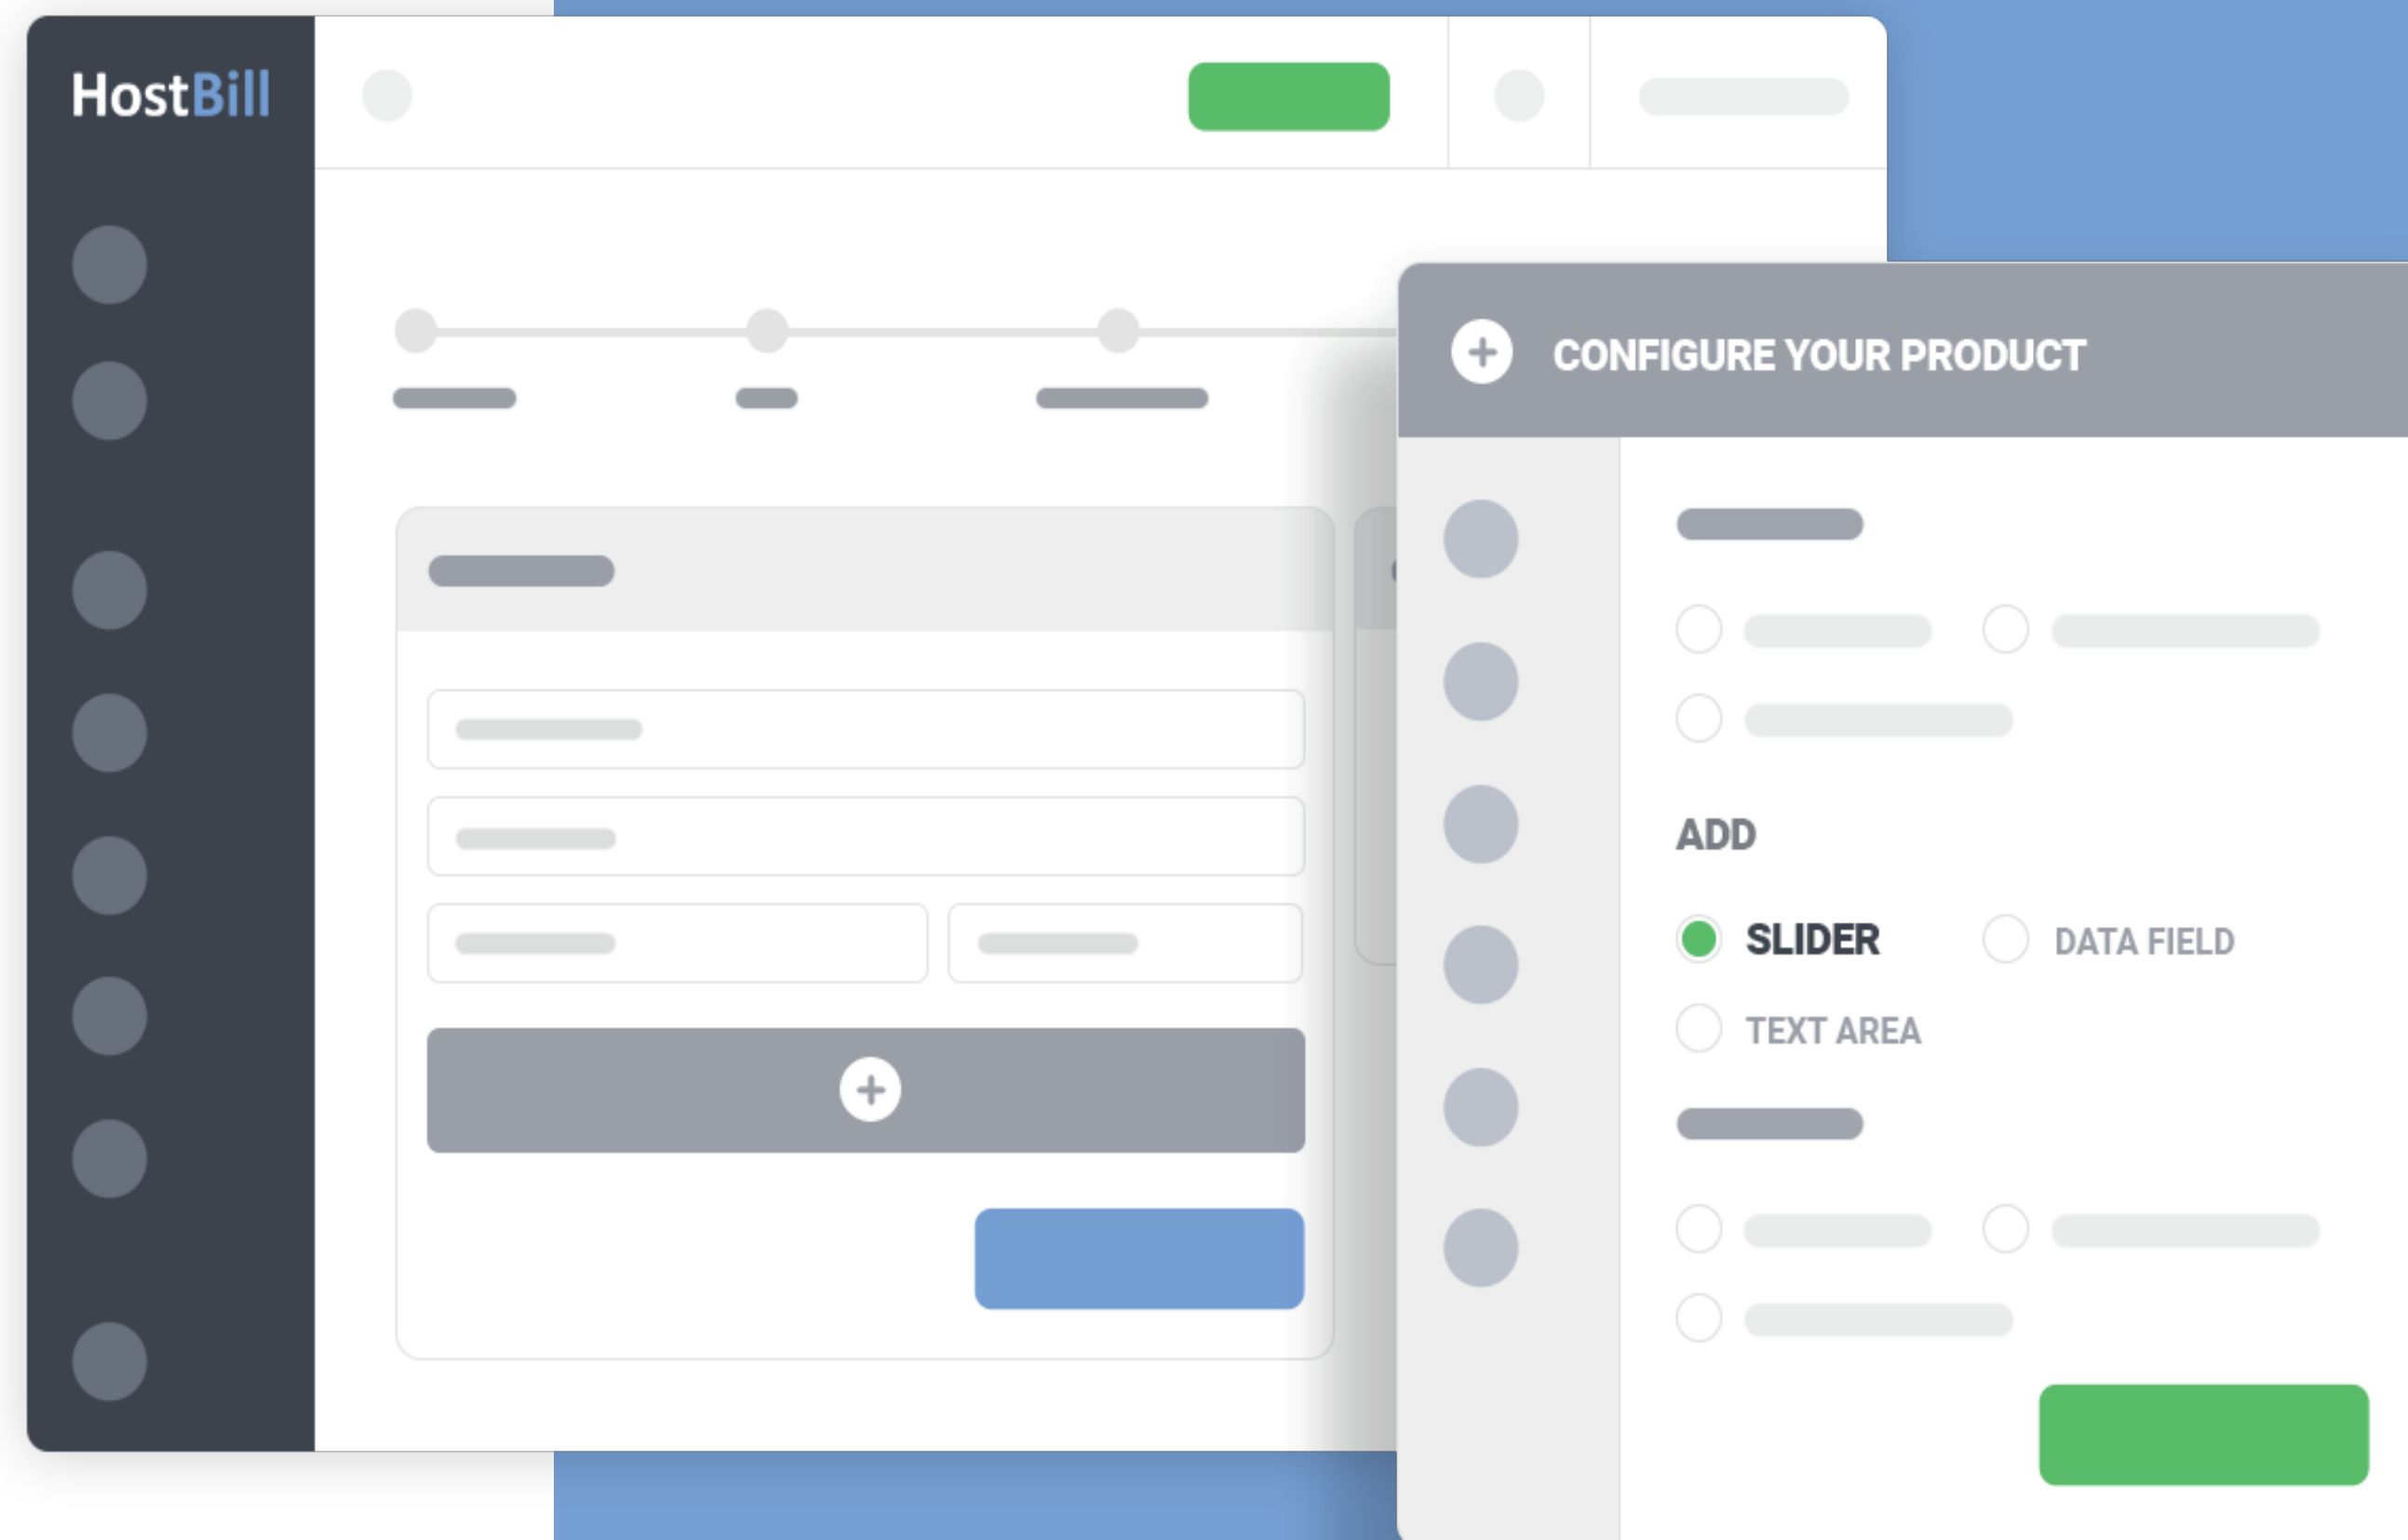 HostBill
CONFIGURE YOUR PRODUCT
ADD
SLIDER
DATA FIELD
TEXT AREA